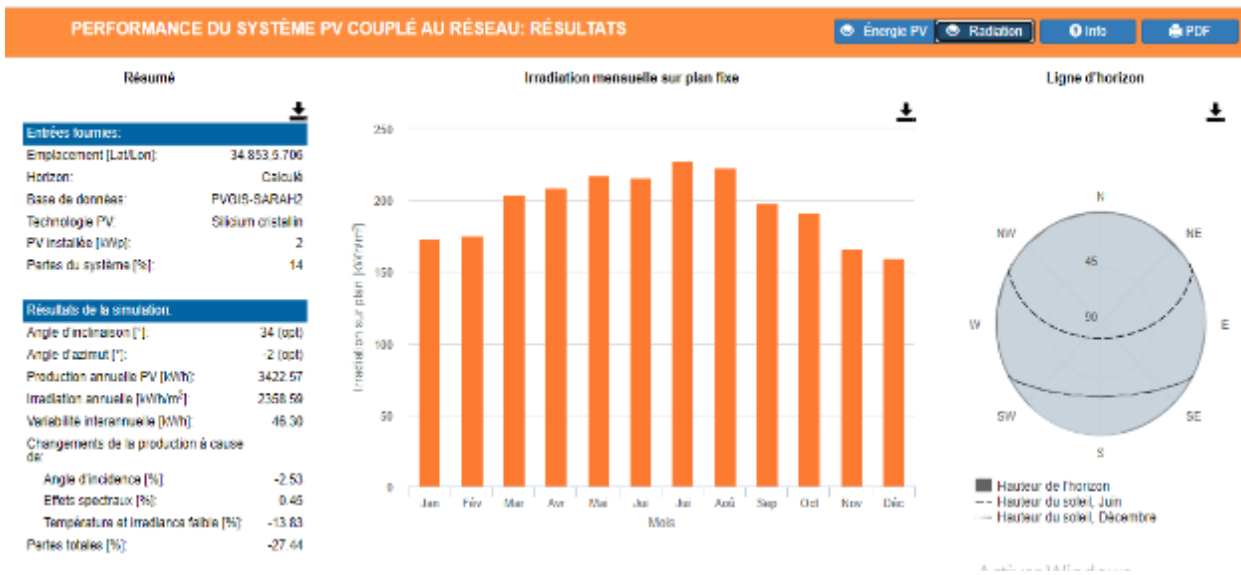 PERFORMANCE DU SYSTÈME PV COUPLÉ AU RÉSEAU: RÉSULTATS
Énergie PV
Radiation
Info
PDF
Résumé
Entrées fournies:
Emplacement [Lat/Lon]: 34.853,5.706
Horizon: Calculé
Base de données: PVGIS-SARAH2
Technologie PV: Silicium cristallin
PV installée [kWp]: 2
Pertes du système [%]: 14
Résultats de la simulation:
Angle d'inclinaison [°]: 34 (opt)
Angle d'azimut [°]: -2 (opt)
Production annuelle PV [kWh]: 3422.57
Irradiation annuelle [kWh/m²]: 2358.59
Variabilité interannuelle [kWh]: 46.30
Changements de la production à cause
de:
Angle d'incidence [%]: -2.53
Effets spectraux [%]: 0.45
Température et irradiance faible [%]: -13.83
Pertes totales [%]: -27.44
Irradiation mensuelle sur plan fixe
Irradiation sur plan [kWh/m²]
250
200
150
100
50
0
Jan Fév Mar Avr Mai Jui Jui Aoû Sep Oct Nov Déc
Mois
Ligne d'horizon
N
NW NE
45
90
W E
SW SE
S
Hauteur de l'horizon
Hauteur du soleil, Juin
Hauteur du soleil, Décembre